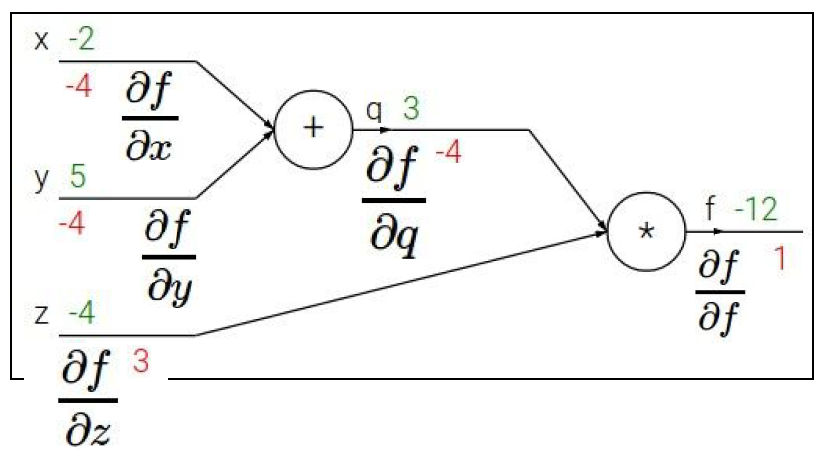 x -2
-4 ∂f/∂x
+
q 3
∂f/∂q -4
y 5
-4 ∂f/∂y
*
f -12
∂f/∂f 1
z -4
∂f/∂z 3